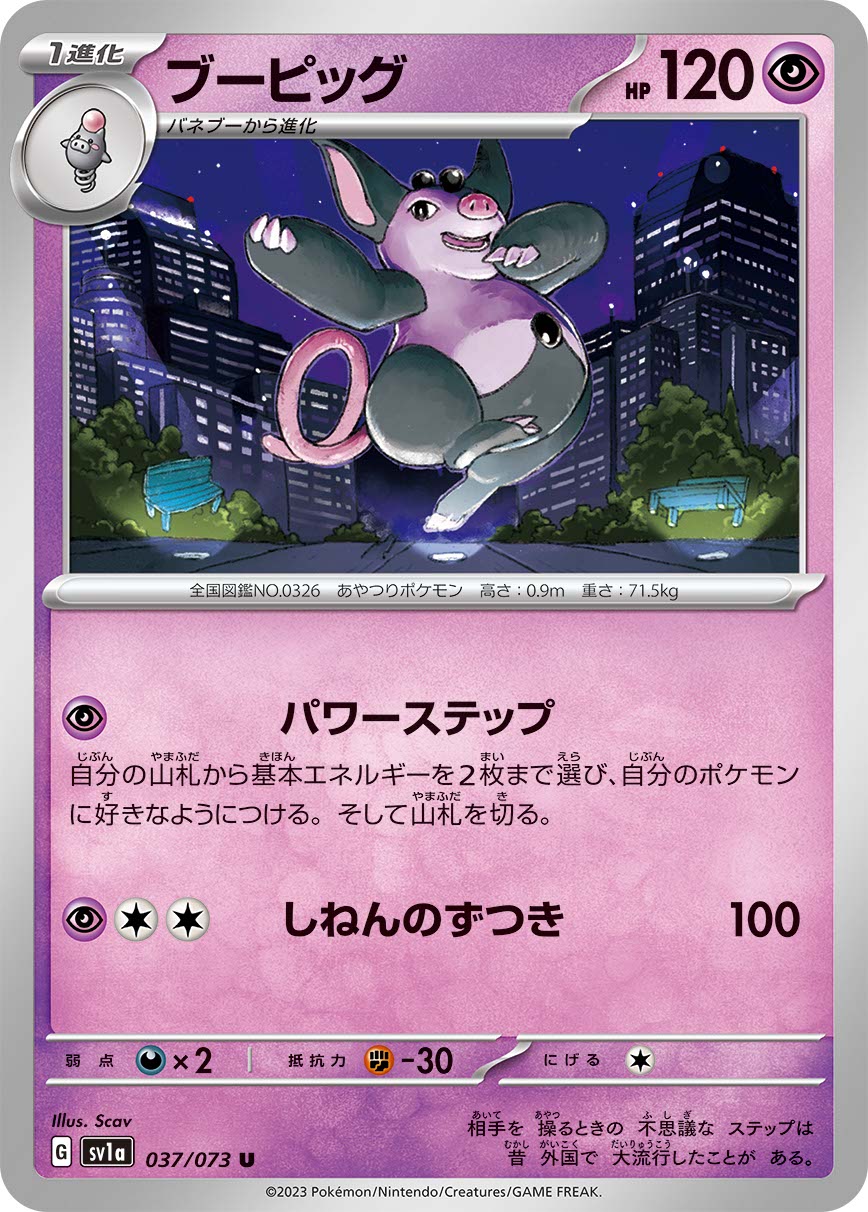 1進化
ブーピッグ
HP 120
バネブーから進化
全国図鑑NO.0326 あやつりポケモン 高さ:0.9m 重さ:71.5kg
パワーステップ
自分の山札から基本エネルギーを2枚まで選び、自分のポケモン
に好きなようにつける。そして山札を切る。
しねんのずつき 100
弱点 ×2 抵抗力 -30 にげる
Illus. Scav
相手を 操るときの 不思議な ステップは
昔 外国で 大流行したことが ある。
G sv1a 037/073 U
©2023 Pokémon/Nintendo/Creatures/GAME FREAK.